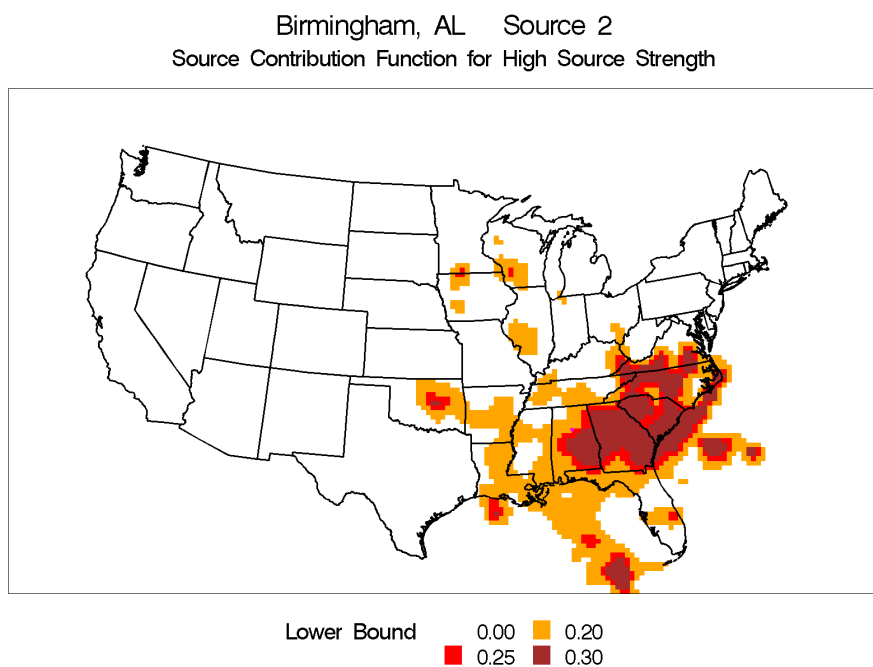 Birmingham, AL Source 2
Source Contribution Function for High Source Strength
Lower Bound 0.00 0.20
0.25 0.30